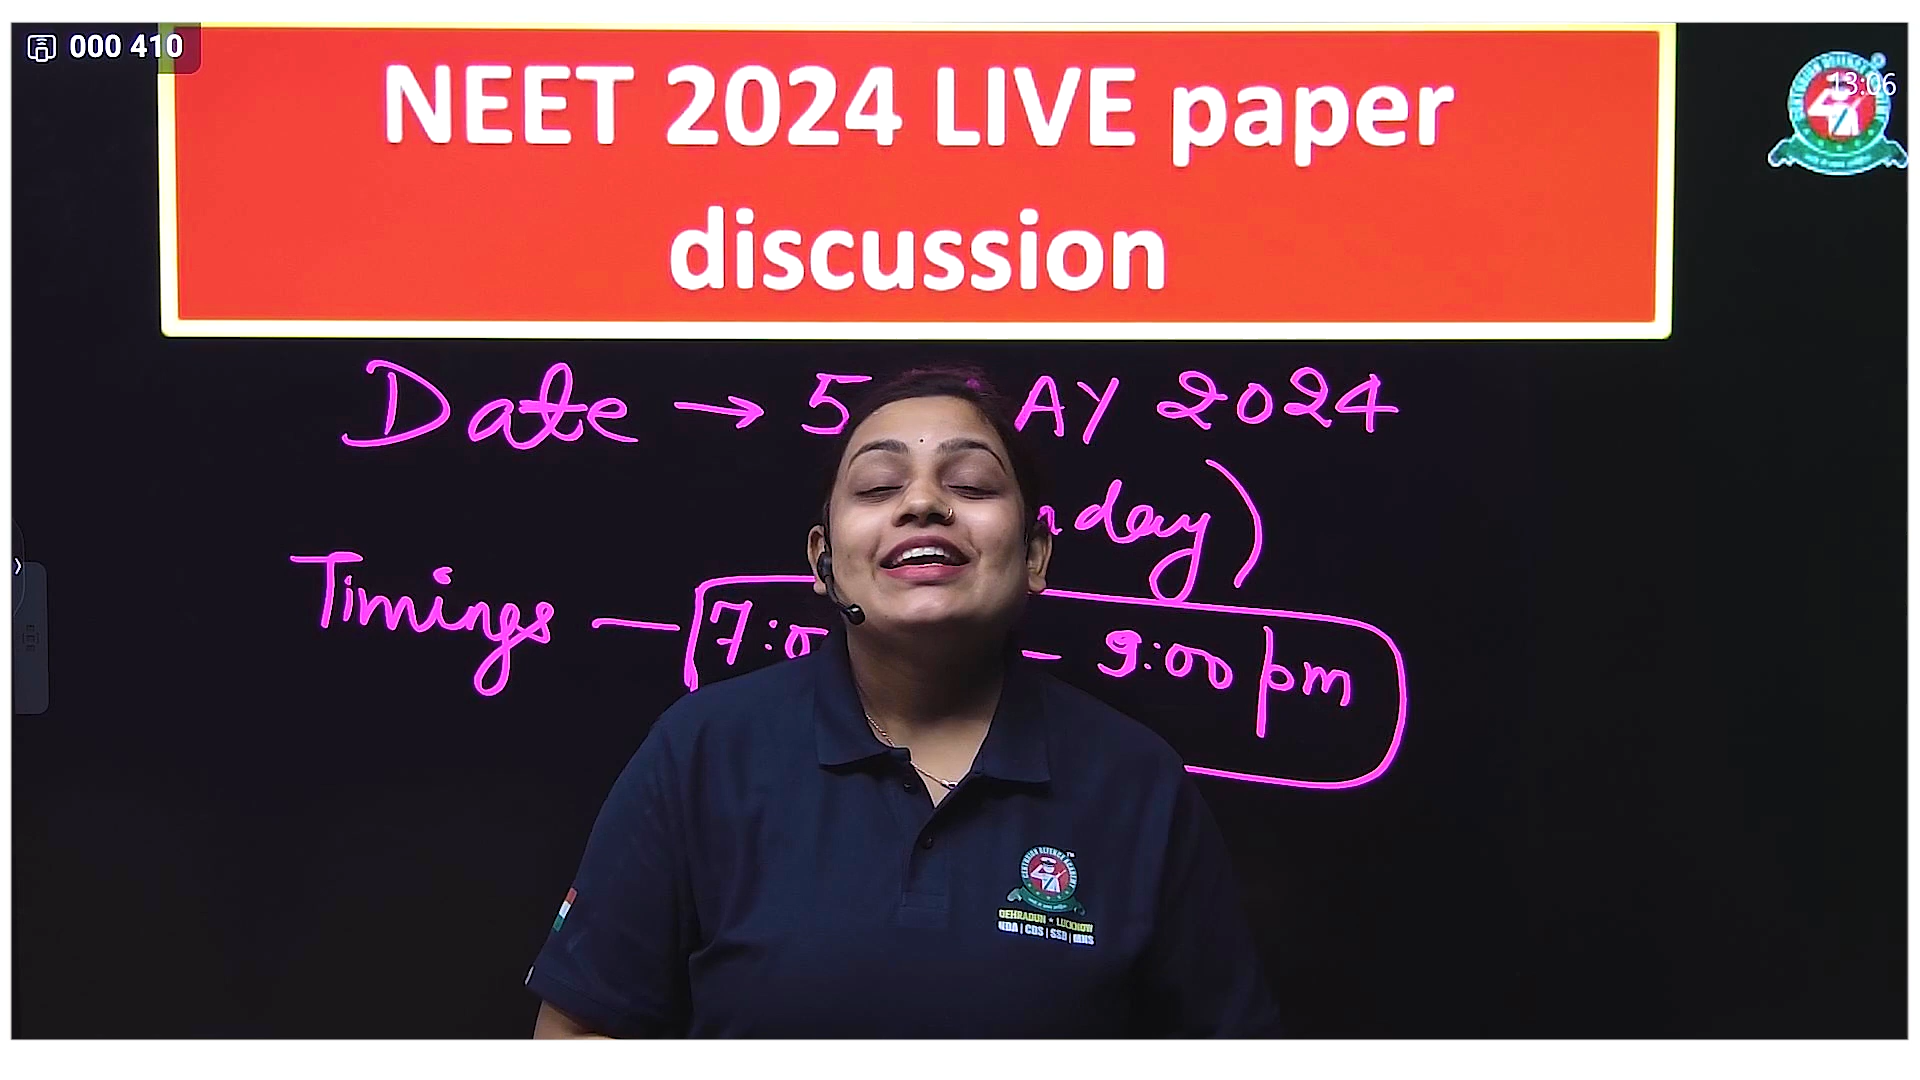 000 410
13:06
NEET 2024 LIVE paper
discussion
Date → 5 AY 2024
day)
Timings — 7:0 – 9:00 pm
DEHRADUN • LUCKNOW
NDA | CDS | SSB | MNS